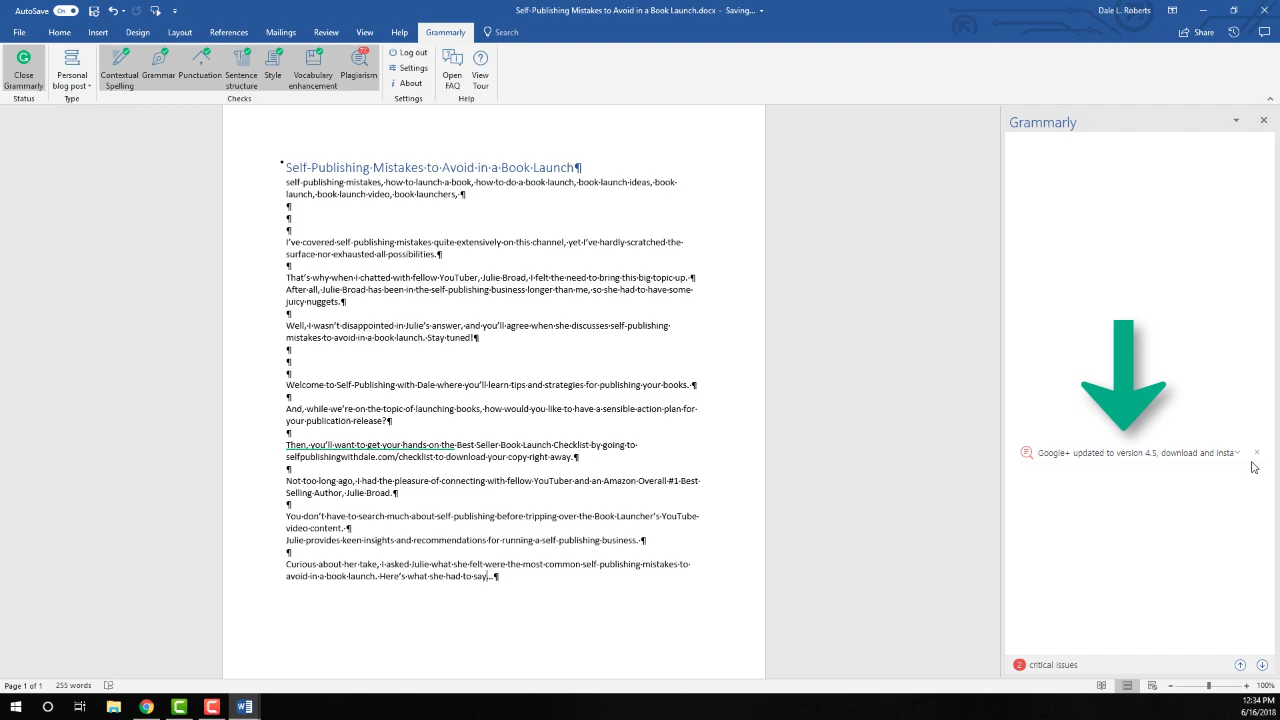 AutoSave On
Self-Publishing Mistakes to Avoid in a Book Launch.docx - Saving...
Dale L. Roberts
File Home Insert Design Layout References Mailings Review View Help Grammarly Search
Share
Close Grammarly
Personal blog post
Contextual Spelling
Grammar
Punctuation
Sentence structure
Style
Vocabulary enhancement
Plagiarism
Log out
Settings
About
Open FAQ
View Tour
Status Type Checks Settings Help
Grammarly
Self-Publishing·Mistakes·to·Avoid·in·a·Book·Launch¶
self-publishing·mistakes,·how·to·launch·a·book,·how·to·do·a·book·launch,·book·launch·ideas,·book·
launch,·book·launch·video,·book·launchers,·¶
¶
¶
¶
I've·covered·self-publishing·mistakes·quite·extensively·on·this·channel,·yet·I've·hardly·scratched·the·
surface·nor·exhausted·all·possibilities.¶
¶
That's·why·when·I·chatted·with·fellow·YouTuber,·Julie·Broad,·I·felt·the·need·to·bring·this·big·topic·up.·¶
After·all,·Julie·Broad·has·been·in·the·self-publishing·business·longer·than·me,·so·she·had·to·have·some·
juicy·nuggets.¶
¶
Well,·I·wasn't·disappointed·in·Julie's·answer,·and·you'll·agree·when·she·discusses·self-publishing·
mistakes·to·avoid·in·a·book·launch.·Stay·tuned!¶
¶
¶
¶
Welcome·to·Self-Publishing·with·Dale·where·you'll·learn·tips·and·strategies·for·publishing·your·books.·¶
¶
And,·while·we're·on·the·topic·of·launching·books,·how·would·you·like·to·have·a·sensible·action·plan·for·
your·publication·release?¶
¶
Then,·you'll·want·to·get·your·hands·on·the·Best·Seller·Book·Launch·Checklist·by·going·to·
selfpublishingwithdale.com/checklist·to·download·your·copy·right·away.¶
¶
Not·too·long·ago,·I·had·the·pleasure·of·connecting·with·fellow·YouTuber·and·an·Amazon·Overall·#1·Best·
Selling·Author,·Julie·Broad.¶
¶
You·don't·have·to·search·much·about·self-publishing·before·tripping·over·the·Book·Launcher's·YouTube·
video·content.·¶
Julie·provides·keen·insights·and·recommendations·for·running·a·self-publishing·business.·¶
¶
Curious·about·her·take,·I·asked·Julie·what·she·felt·were·the·most·common·self-publishing·mistakes·to·
avoid·in·a·book·launch.·Here's·what·she·had·to·say...¶
Google+ updated to version 4.5, download and insta
2 critical issues
Page 1 of 1 255 words
100%
12:34 PM
6/16/2018